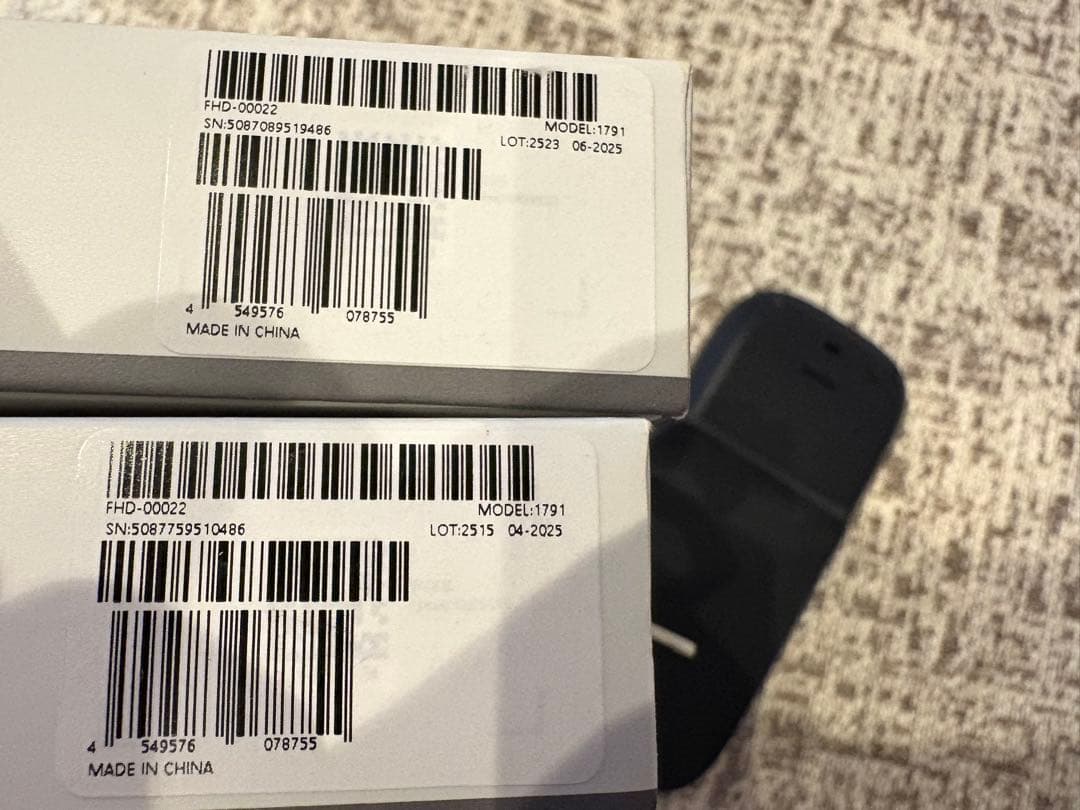 FHD-00022
MODEL:1791
SN:5087089519486
LOT:2523 06-2025
4 549576 078755
MADE IN CHINA
FHD-00022
MODEL:1791
SN:5087759510486
LOT:2515 04-2025
4 549576 078755
MADE IN CHINA